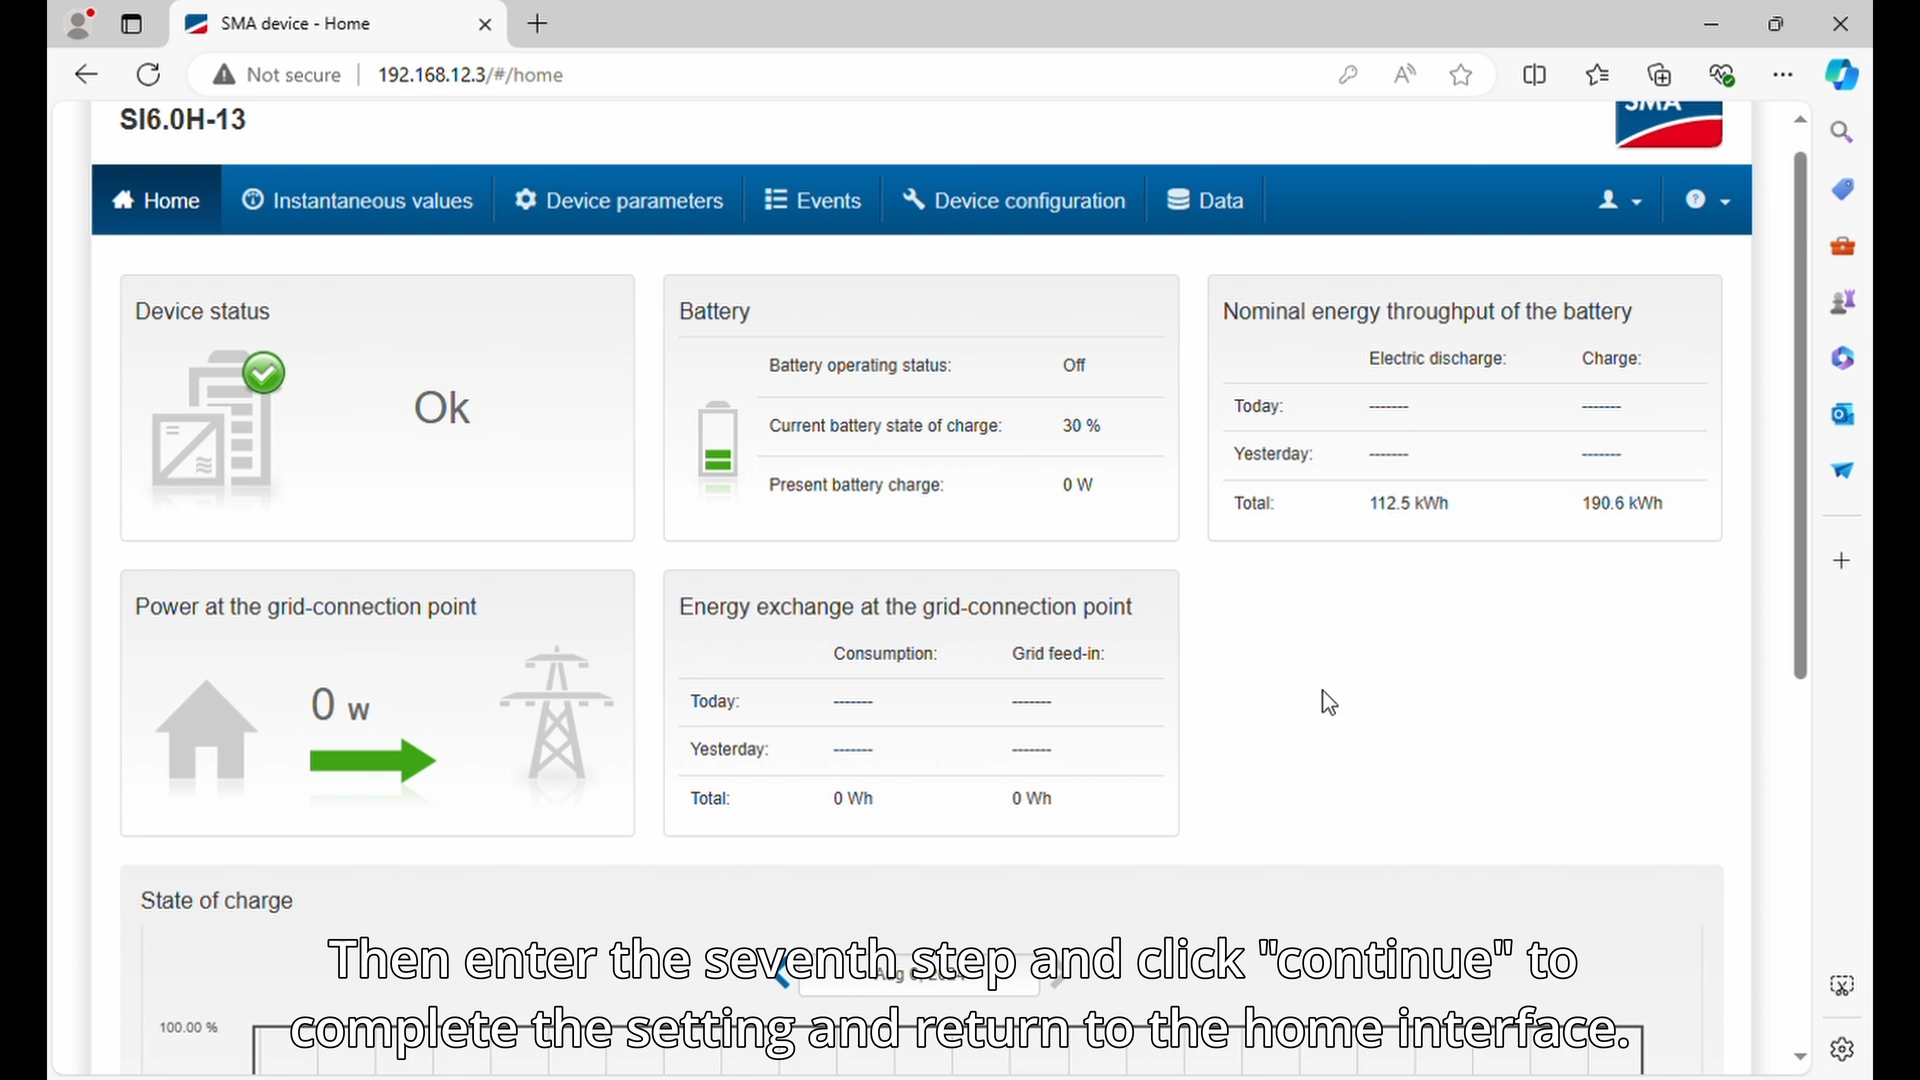 SMA device - Home
Not secure
192.168.12.3/#/home
SI6.0H-13
SMA
Home
Instantaneous values
Device parameters
Events
Device configuration
Data
Device status
Ok
Battery
Battery operating status: Off
Current battery state of charge: 30 %
Present battery charge: 0 W
Nominal energy throughput of the battery
Electric discharge: Charge:
Today: ------- -------
Yesterday: ------- -------
Total: 112.5 kWh 190.6 kWh
Power at the grid-connection point
0 W
Energy exchange at the grid-connection point
Consumption: Grid feed-in:
Today: ------- -------
Yesterday: ------- -------
Total: 0 Wh 0 Wh
State of charge
100.00 %
Then enter the seventh step and click "continue" to
complete the setting and return to the home interface.